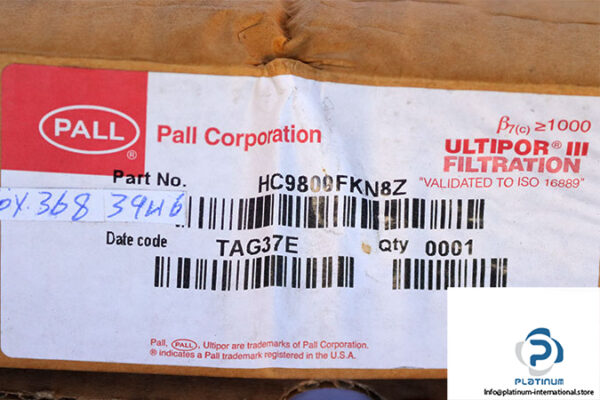 PALL
®
Pall Corporation
β7(c) ≥1000
ULTIPOR® III
FILTRATION
"VALIDATED TO ISO 16889"
Part No. HC9800FKN8Z
368 39
Date code TAG37E Qty 0001
Pall, PALL, Ultipor are trademarks of Pall Corporation.
® indicates a Pall trademark registered in the U.S.A.
PLATINUM
Info@platinum-international.store